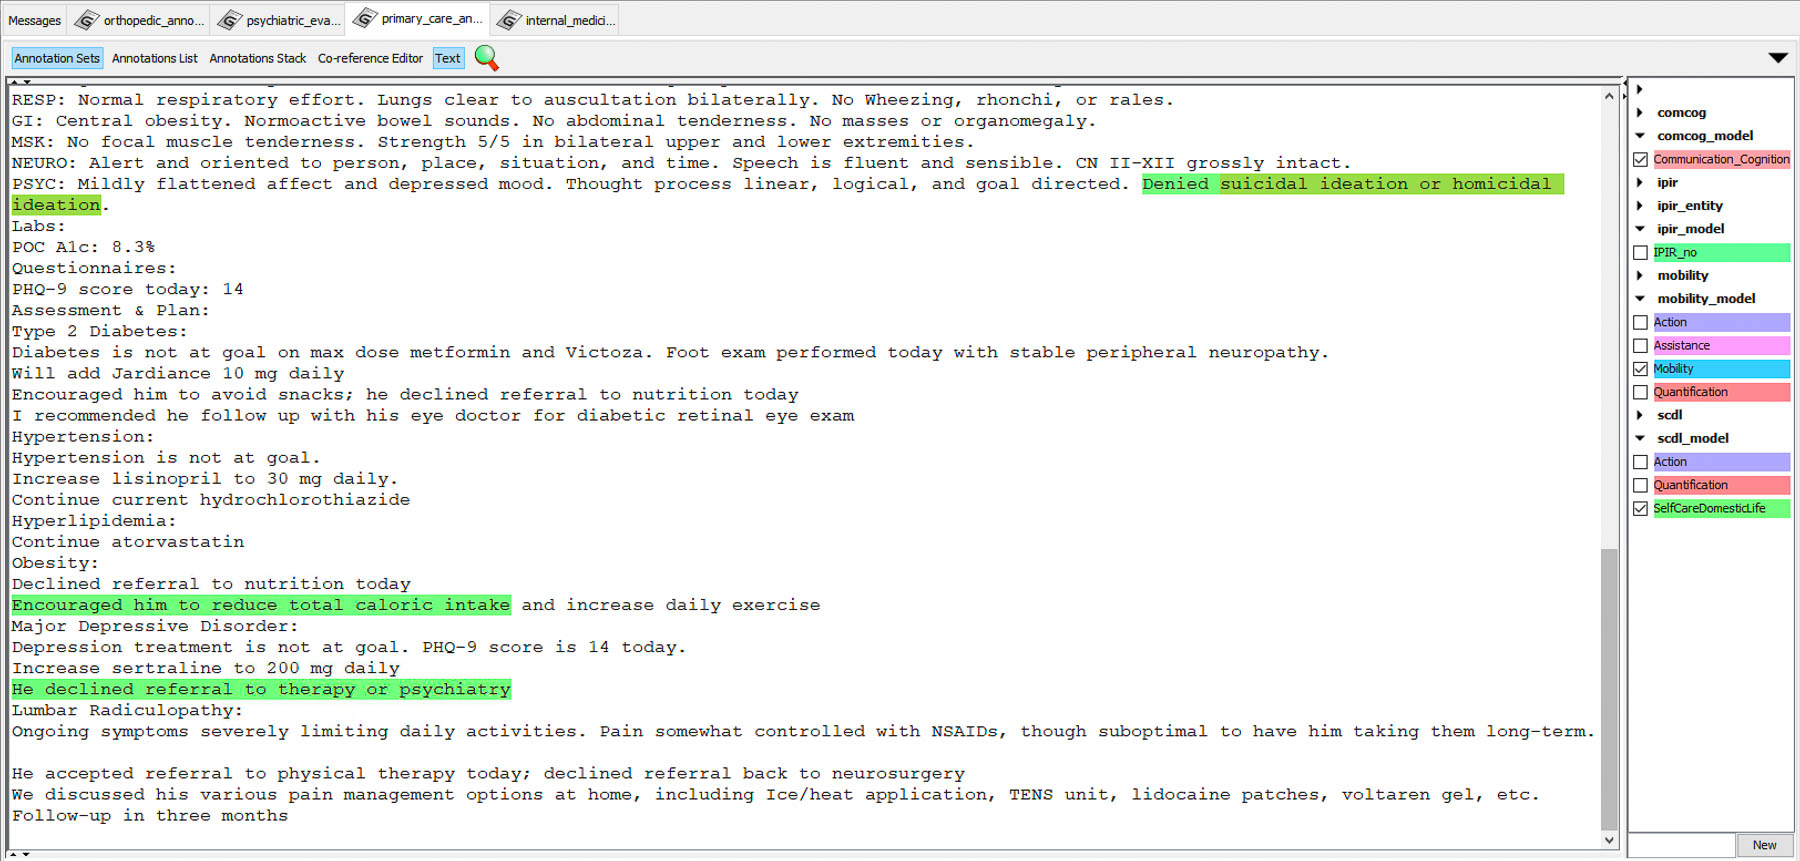 Messages
orthopedic_anno...
psychiatric_eva...
primary_care_an...
internal_medici...
Annotation Sets
Annotations List
Annotations Stack
Co-reference Editor
Text
RESP: Normal respiratory effort. Lungs clear to auscultation bilaterally. No Wheezing, rhonchi, or rales.
GI: Central obesity. Normoactive bowel sounds. No abdominal tenderness. No masses or organomegaly.
MSK: No focal muscle tenderness. Strength 5/5 in bilateral upper and lower extremities.
NEURO: Alert and oriented to person, place, situation, and time. Speech is fluent and sensible. CN II-XII grossly intact.
PSYC: Mildly flattened affect and depressed mood. Thought process linear, logical, and goal directed. Denied suicidal ideation or homicidal
ideation.
Labs:
POC A1c: 8.3%
Questionnaires:
PHQ-9 score today: 14
Assessment & Plan:
Type 2 Diabetes:
Diabetes is not at goal on max dose metformin and Victoza. Foot exam performed today with stable peripheral neuropathy.
Will add Jardiance 10 mg daily
Encouraged him to avoid snacks; he declined referral to nutrition today
I recommended he follow up with his eye doctor for diabetic retinal eye exam
Hypertension:
Hypertension is not at goal.
Increase lisinopril to 30 mg daily.
Continue current hydrochlorothiazide
Hyperlipidemia:
Continue atorvastatin
Obesity:
Declined referral to nutrition today
Encouraged him to reduce total caloric intake and increase daily exercise
Major Depressive Disorder:
Depression treatment is not at goal. PHQ-9 score is 14 today.
Increase sertraline to 200 mg daily
He declined referral to therapy or psychiatry
Lumbar Radiculopathy:
Ongoing symptoms severely limiting daily activities. Pain somewhat controlled with NSAIDs, though suboptimal to have him taking them long-term.
He accepted referral to physical therapy today; declined referral back to neurosurgery
We discussed his various pain management options at home, including Ice/heat application, TENS unit, lidocaine patches, voltaren gel, etc.
Follow-up in three months
comcog
comcog_model
Communication_Cognition
ipir
ipir_entity
ipir_model
IPIR_no
mobility
mobility_model
Action
Assistance
Mobility
Quantification
scdl
scdl_model
Action
Quantification
SelfCareDomesticLife
New